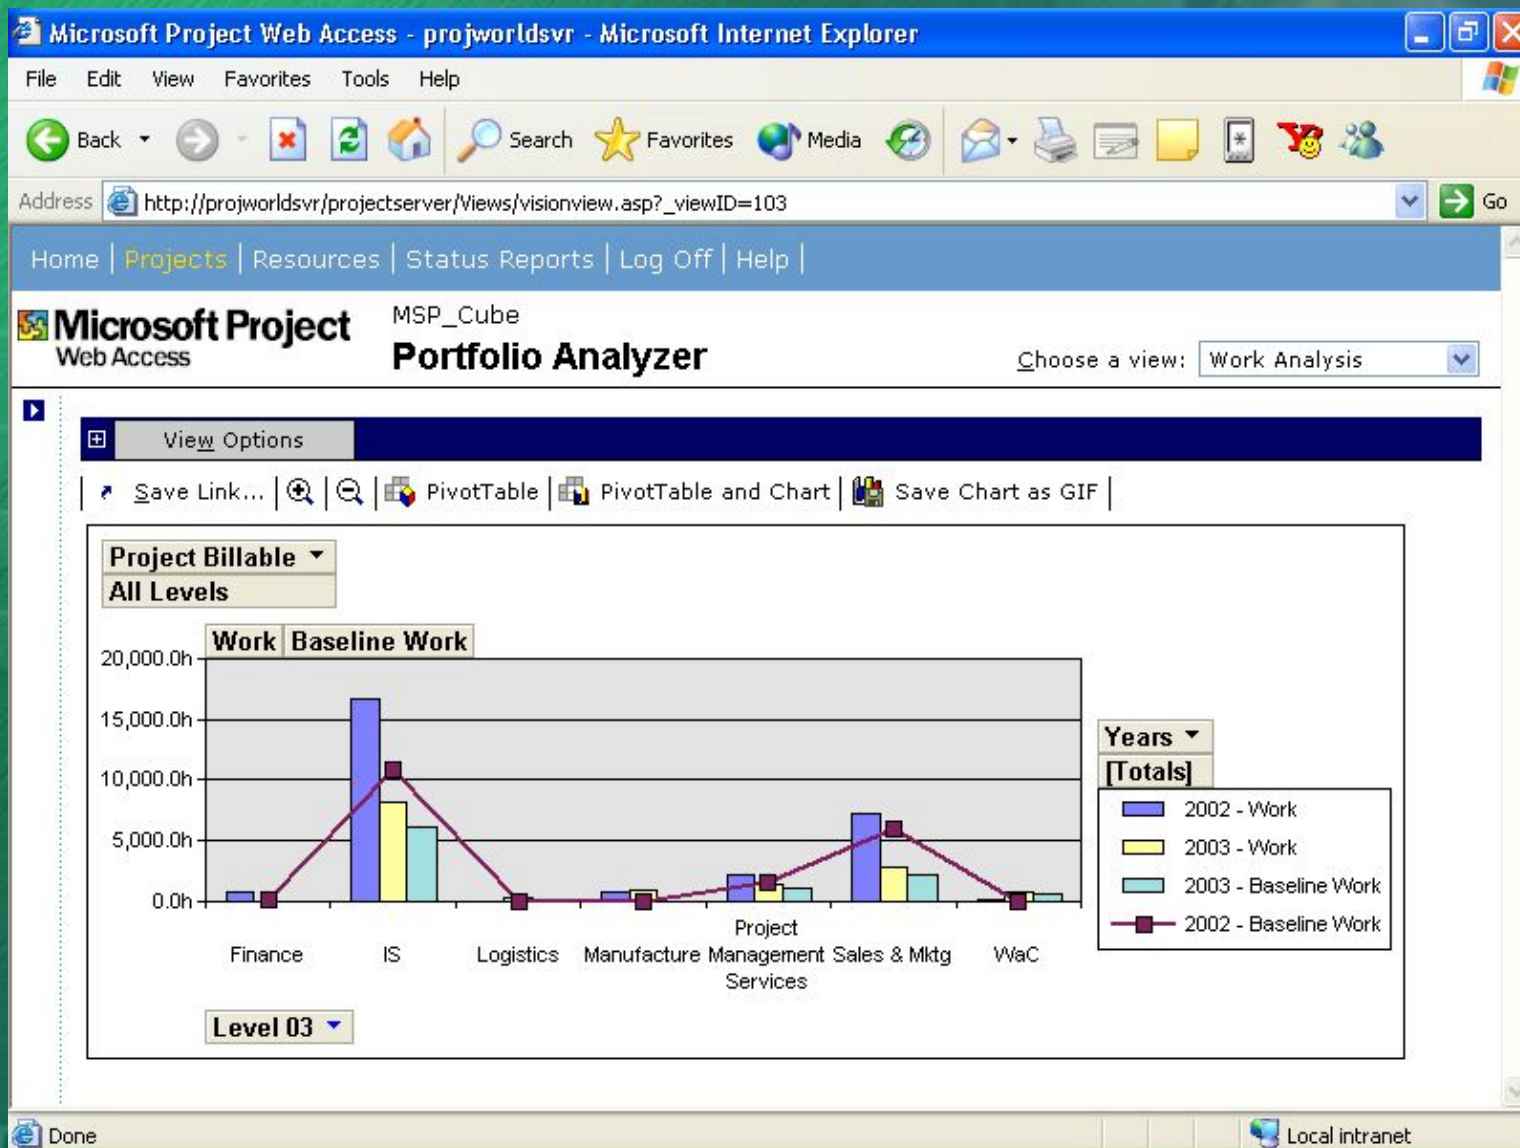 Microsoft Project Web Access - projworldsvr - Microsoft Internet Explorer
File Edit View Favorites Tools Help
Back Search Favorites Media
Address http://projworldsvr/projectserver/Views/visionview.asp?_viewID=103 Go
Home | Projects | Resources | Status Reports | Log Off | Help |
Microsoft Project
Web Access
MSP_Cube
Portfolio Analyzer
Choose a view: Work Analysis
View Options
Save Link... PivotTable PivotTable and Chart Save Chart as GIF
Project Billable
All Levels
Work Baseline Work
20,000.0h
15,000.0h
10,000.0h
5,000.0h
0.0h
Finance IS Logistics Manufacture Project Management Services Sales & Mktg WaC
Level 03
Years
[Totals]
2002 - Work
2003 - Work
2003 - Baseline Work
2002 - Baseline Work
Done Local intranet